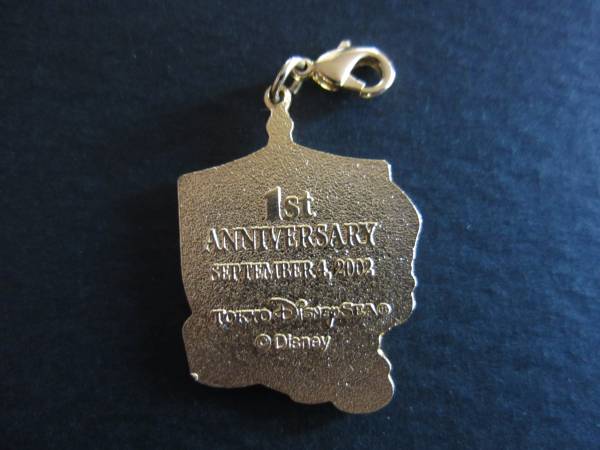 1st
ANNIVERSARY
SEPTEMBER 4, 2002
TOKYO DISNEYSEA®
© Disney